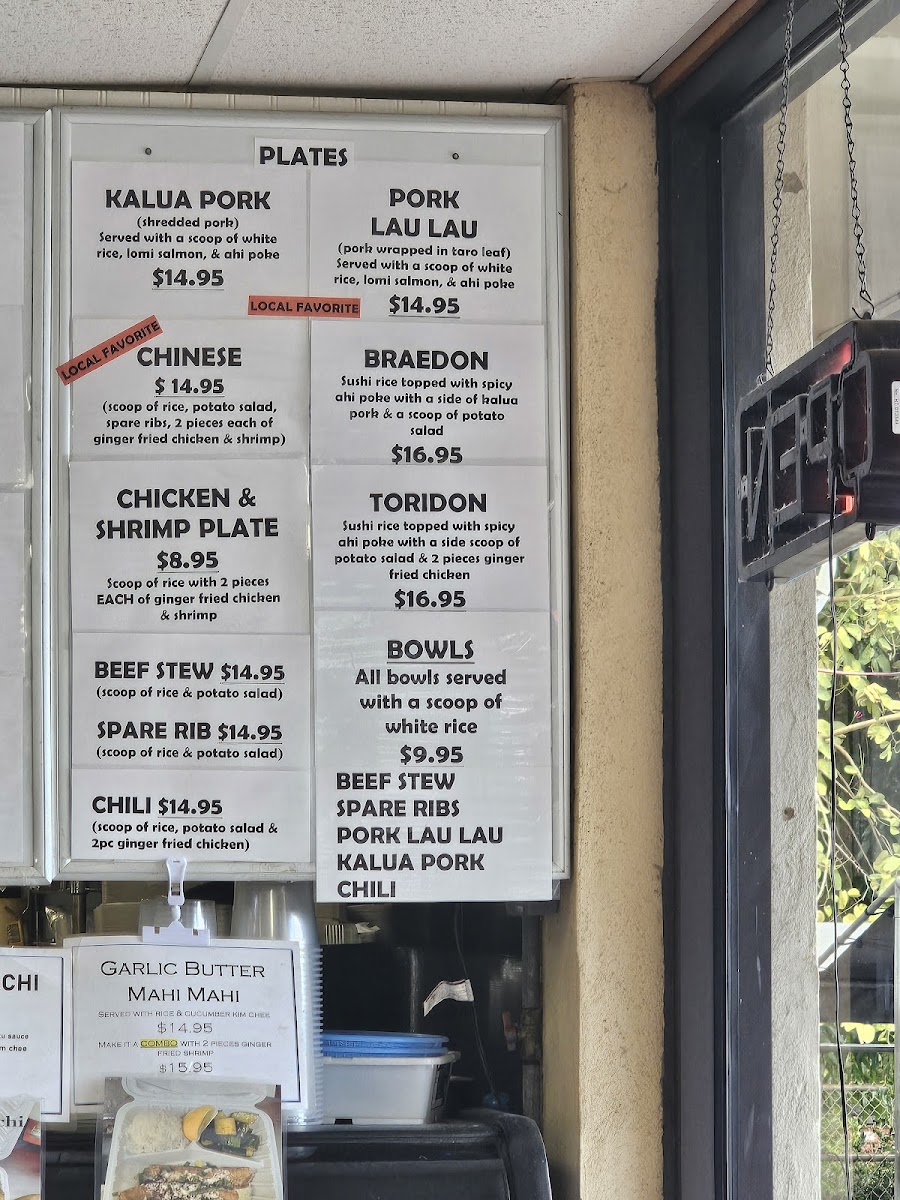 PLATES
KALUA PORK
(shredded pork)
Served with a scoop of white
rice, lomi salmon, & ahi poke
$14.95
LOCAL FAVORITE
CHINESE
$ 14.95
(scoop of rice, potato salad,
spare ribs, 2 pieces each of
ginger fried chicken & shrimp)
CHICKEN &
SHRIMP PLATE
$8.95
Scoop of rice with 2 pieces
EACH of ginger fried chicken
& shrimp
BEEF STEW $14.95
(scoop of rice & potato salad)
SPARE RIB $14.95
(scoop of rice & potato salad)
CHILI $14.95
(scoop of rice, potato salad &
2pc ginger fried chicken)
PORK
LAU LAU
(pork wrapped in taro leaf)
Served with a scoop of white
rice, lomi salmon, & ahi poke
$14.95
LOCAL FAVORITE
BRAEDON
Sushi rice topped with spicy
ahi poke with a side of kalua
pork & a scoop of potato
salad
$16.95
TORIDON
Sushi rice topped with spicy
ahi poke with a side scoop of
potato salad & 2 pieces ginger
fried chicken
$16.95
BOWLS
All bowls served
with a scoop of
white rice
$9.95
BEEF STEW
SPARE RIBS
PORK LAU LAU
KALUA PORK
CHILI
GARLIC BUTTER
MAHI MAHI
SERVED WITH RICE & CUCUMBER KIM CHEE
$14.95
MAKE IT A COMBO WITH 2 PIECES GINGER
FRIED SHRIMP
$15.95
CHI
sauce
chee
chi
OPEN